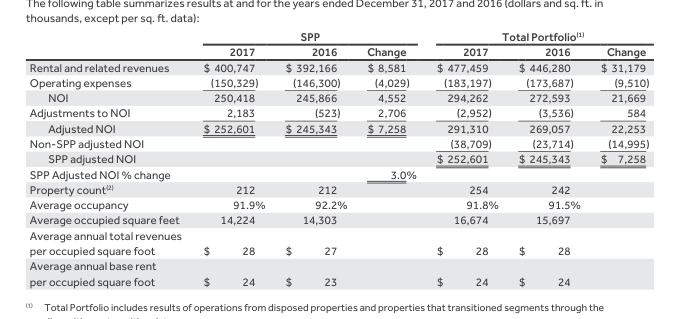 The following table summarizes results at and for the years ended December 31, 2017 and 2016 (dollars and sq. ft. in
thousands, except per sq. ft. data):
SPP Total Portfolio(1)
2017 2016 Change 2017 2016 Change
Rental and related revenues $ 400,747 $ 392,166 $ 8,581 $ 477,459 $ 446,280 $ 31,179
Operating expenses (150,329) (146,300) (4,029) (183,197) (173,687) (9,510)
NOI 250,418 245,866 4,552 294,262 272,593 21,669
Adjustments to NOI 2,183 (523) 2,706 (2,952) (3,536) 584
Adjusted NOI $ 252,601 $ 245,343 $ 7,258 291,310 269,057 22,253
Non-SPP adjusted NOI (38,709) (23,714) (14,995)
SPP adjusted NOI $ 252,601 $ 245,343 $ 7,258
SPP Adjusted NOI % change 3.0%
Property count(2) 212 212 254 242
Average occupancy 91.9% 92.2% 91.8% 91.5%
Average occupied square feet 14,224 14,303 16,674 15,697
Average annual total revenues
per occupied square foot $ 28 $ 27 $ 28 $ 28
Average annual base rent
per occupied square foot $ 24 $ 23 $ 24 $ 24
(1) Total Portfolio includes results of operations from disposed properties and properties that transitioned segments through the